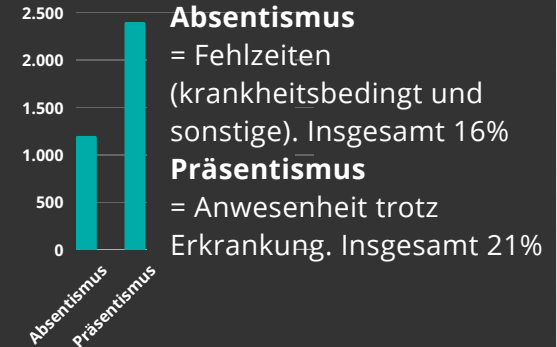 2.500
2.000
1.500
1.000
500
0
Absentismus
Präsentismus
Absentismus
= Fehlzeiten
(krankheitsbedingt und
sonstige). Insgesamt 16%
Präsentismus
= Anwesenheit trotz
Erkrankung. Insgesamt 21%